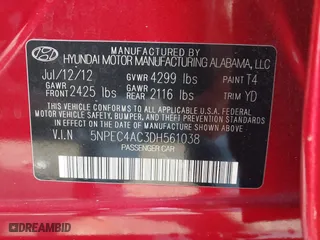 MANUFACTURED BY
HYUNDAI MOTOR MANUFACTURING ALABAMA, LLC
Jul/12/12 GVWR 4299 lbs PAINT T4
GAWR FRONT 2425 lbs GAWR REAR 2116 lbs TRIM YD
THIS VEHICLE CONFORMS TO ALL APPLICABLE U.S. FEDERAL
MOTOR VEHICLE SAFETY, BUMPER, AND THEFT PREVENTION
STANDARDS IN EFFECT ON THE DATE OF MANUFACTURE SHOWN ABOVE.
V.I.N 5NPEC4AC3DH561038
PASSENGER CAR
DREAMBID